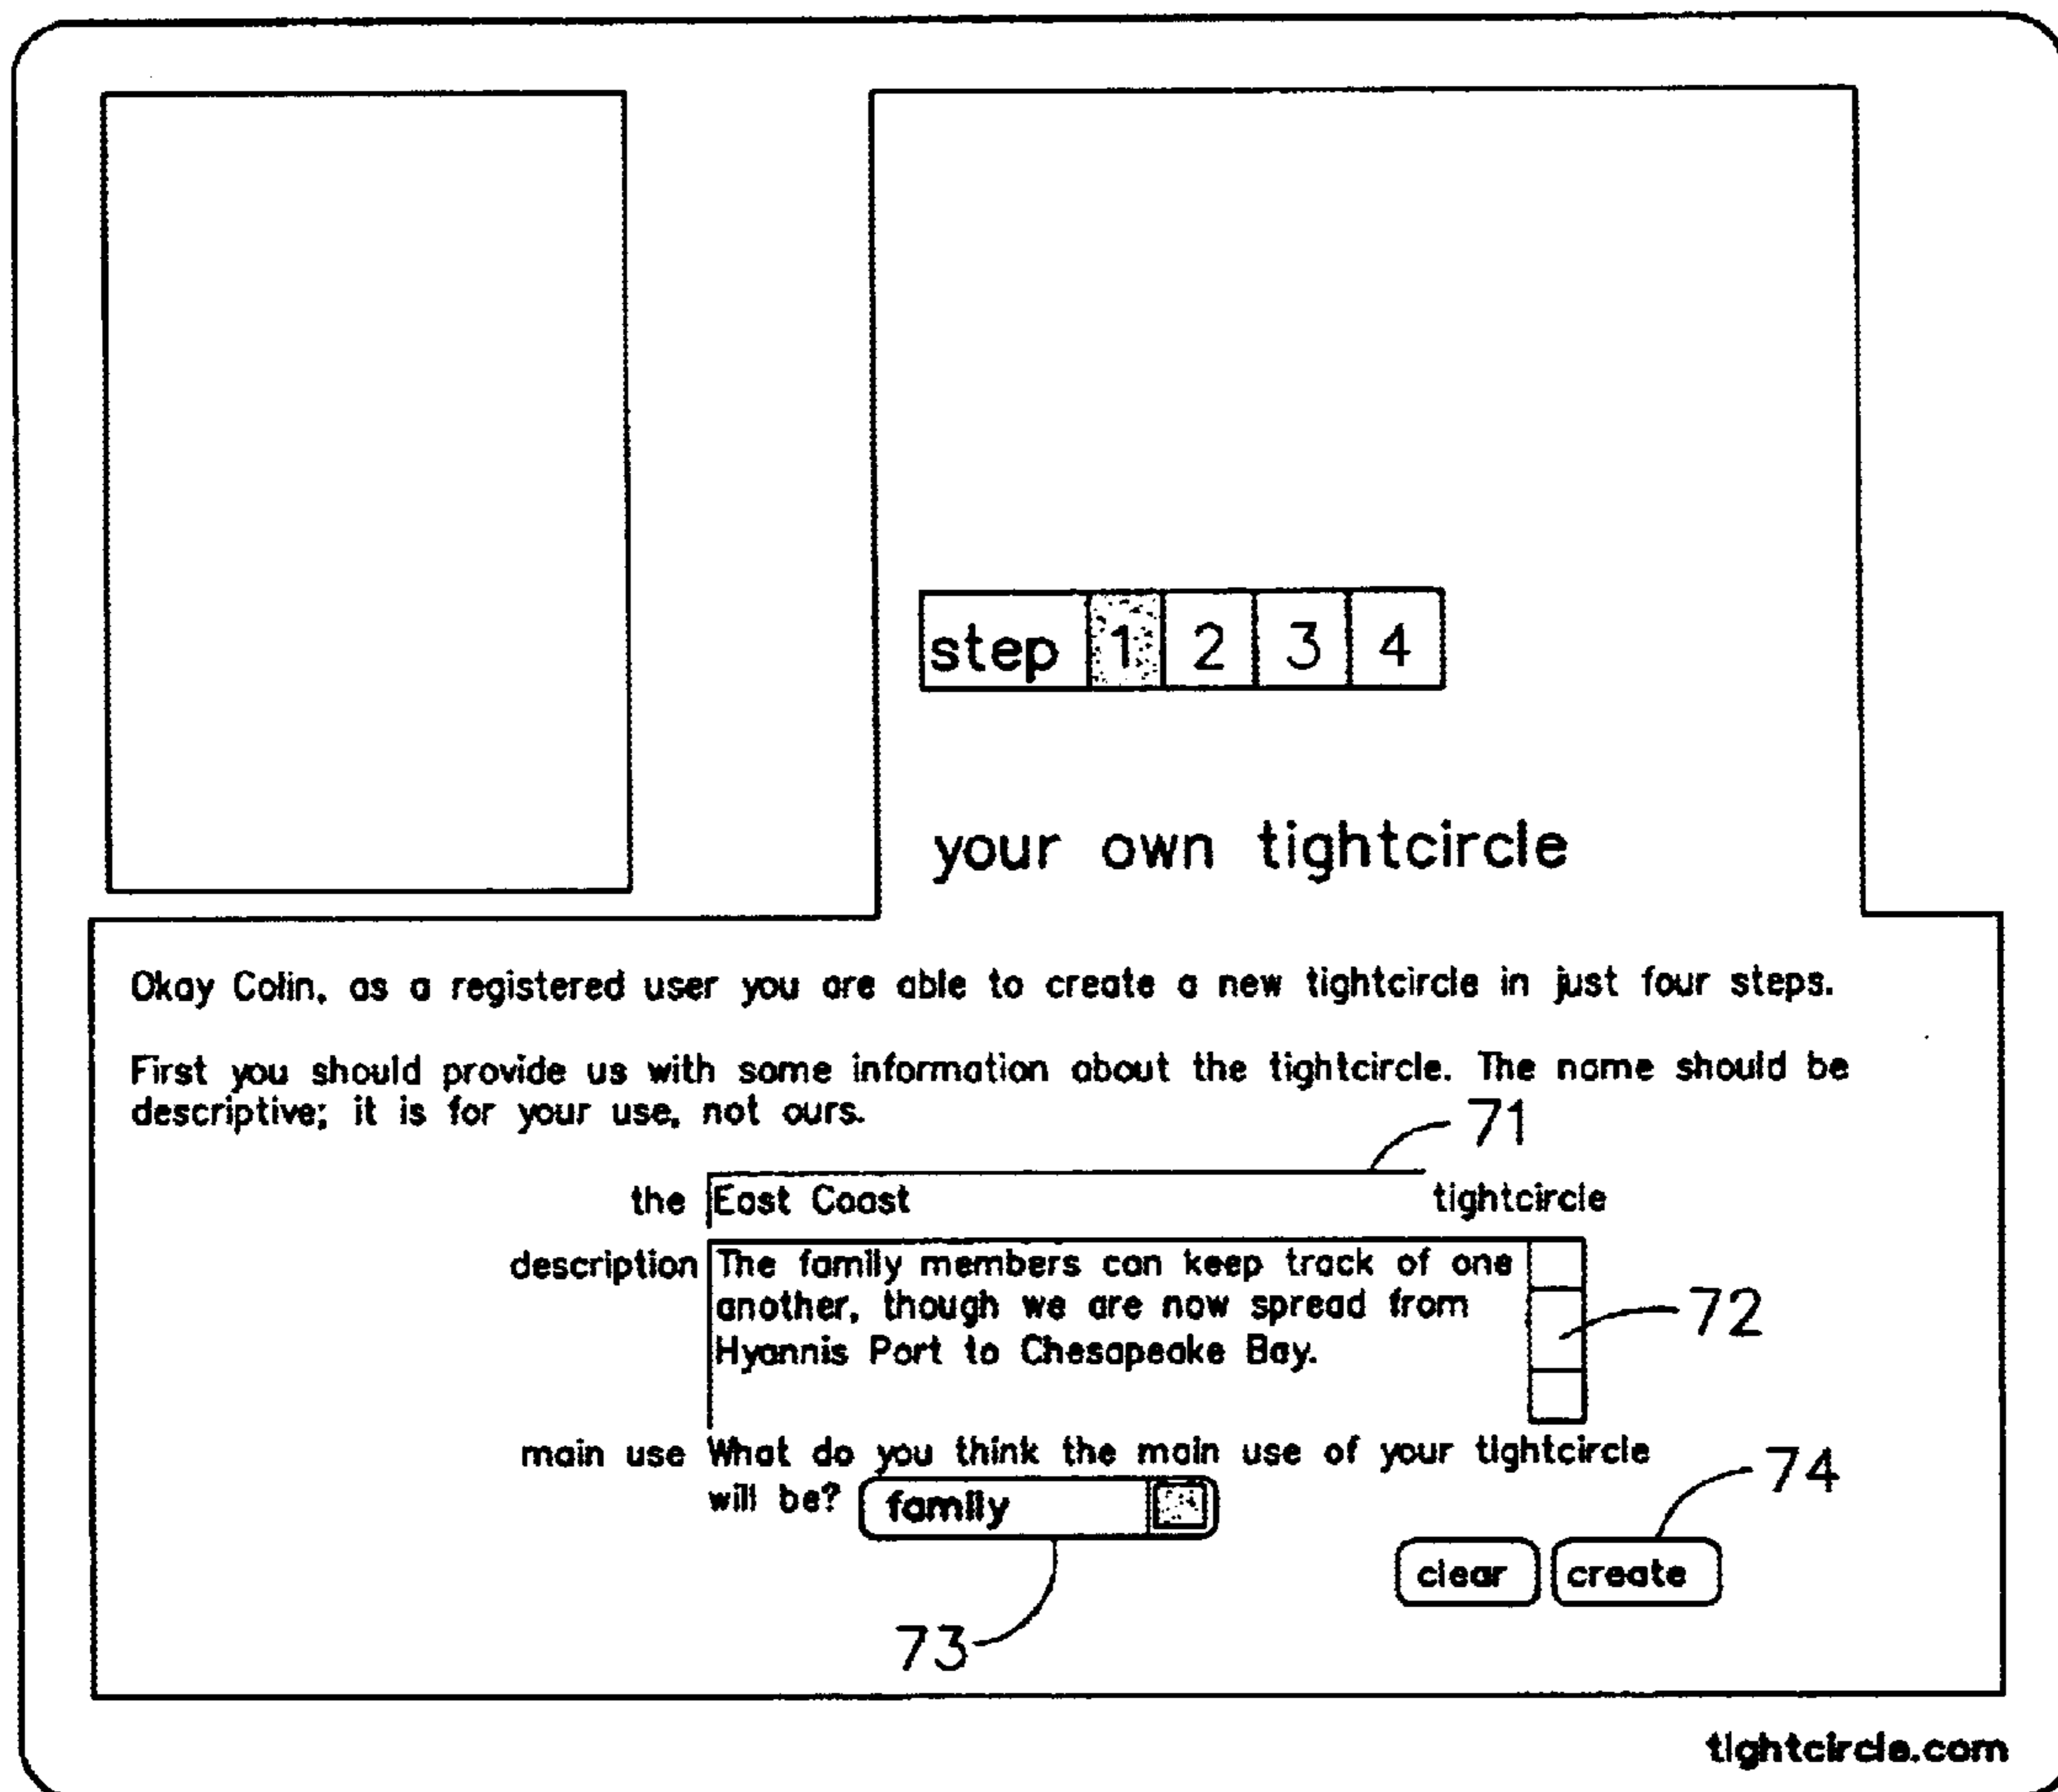 step 1 2 3 4
your own tightcircle
Okay Colin, as a registered user you are able to create a new tightcircle in just four steps.
First you should provide us with some information about the tightcircle. The name should be
descriptive; it is for your use, not ours.
71
the East Coast tightcircle
description The family members can keep track of one
another, though we are now spread from
Hyannis Port to Chesapeake Bay.
72
main use What do you think the main use of your tightcircle
will be? family
74
clear create
73
tightcircle.com